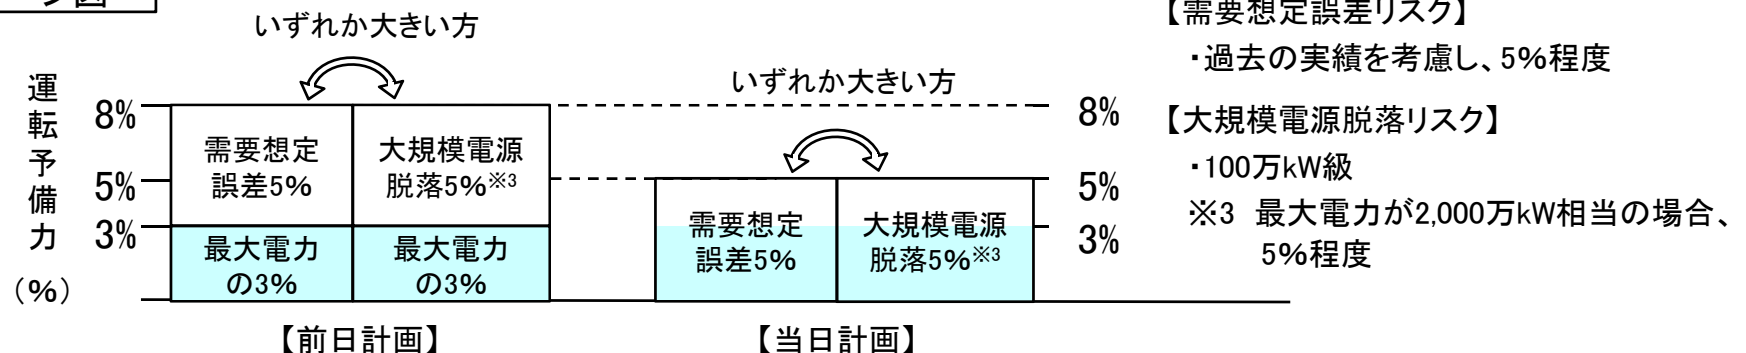 いずれか大きい方
運転予備力
(%)
8%
5%
3%
需要想定
誤差5%
大規模電源
脱落5%※3
最大電力
の3%
最大電力
の3%
【前日計画】
いずれか大きい方
需要想定
誤差5%
大規模電源
脱落5%※3
【当日計画】
8%
5%
3%
【需要想定誤差リスク】
・過去の実績を考慮し、5%程度
【大規模電源脱落リスク】
・100万kW級
※3 最大電力が2,000万kW相当の場合、
5%程度